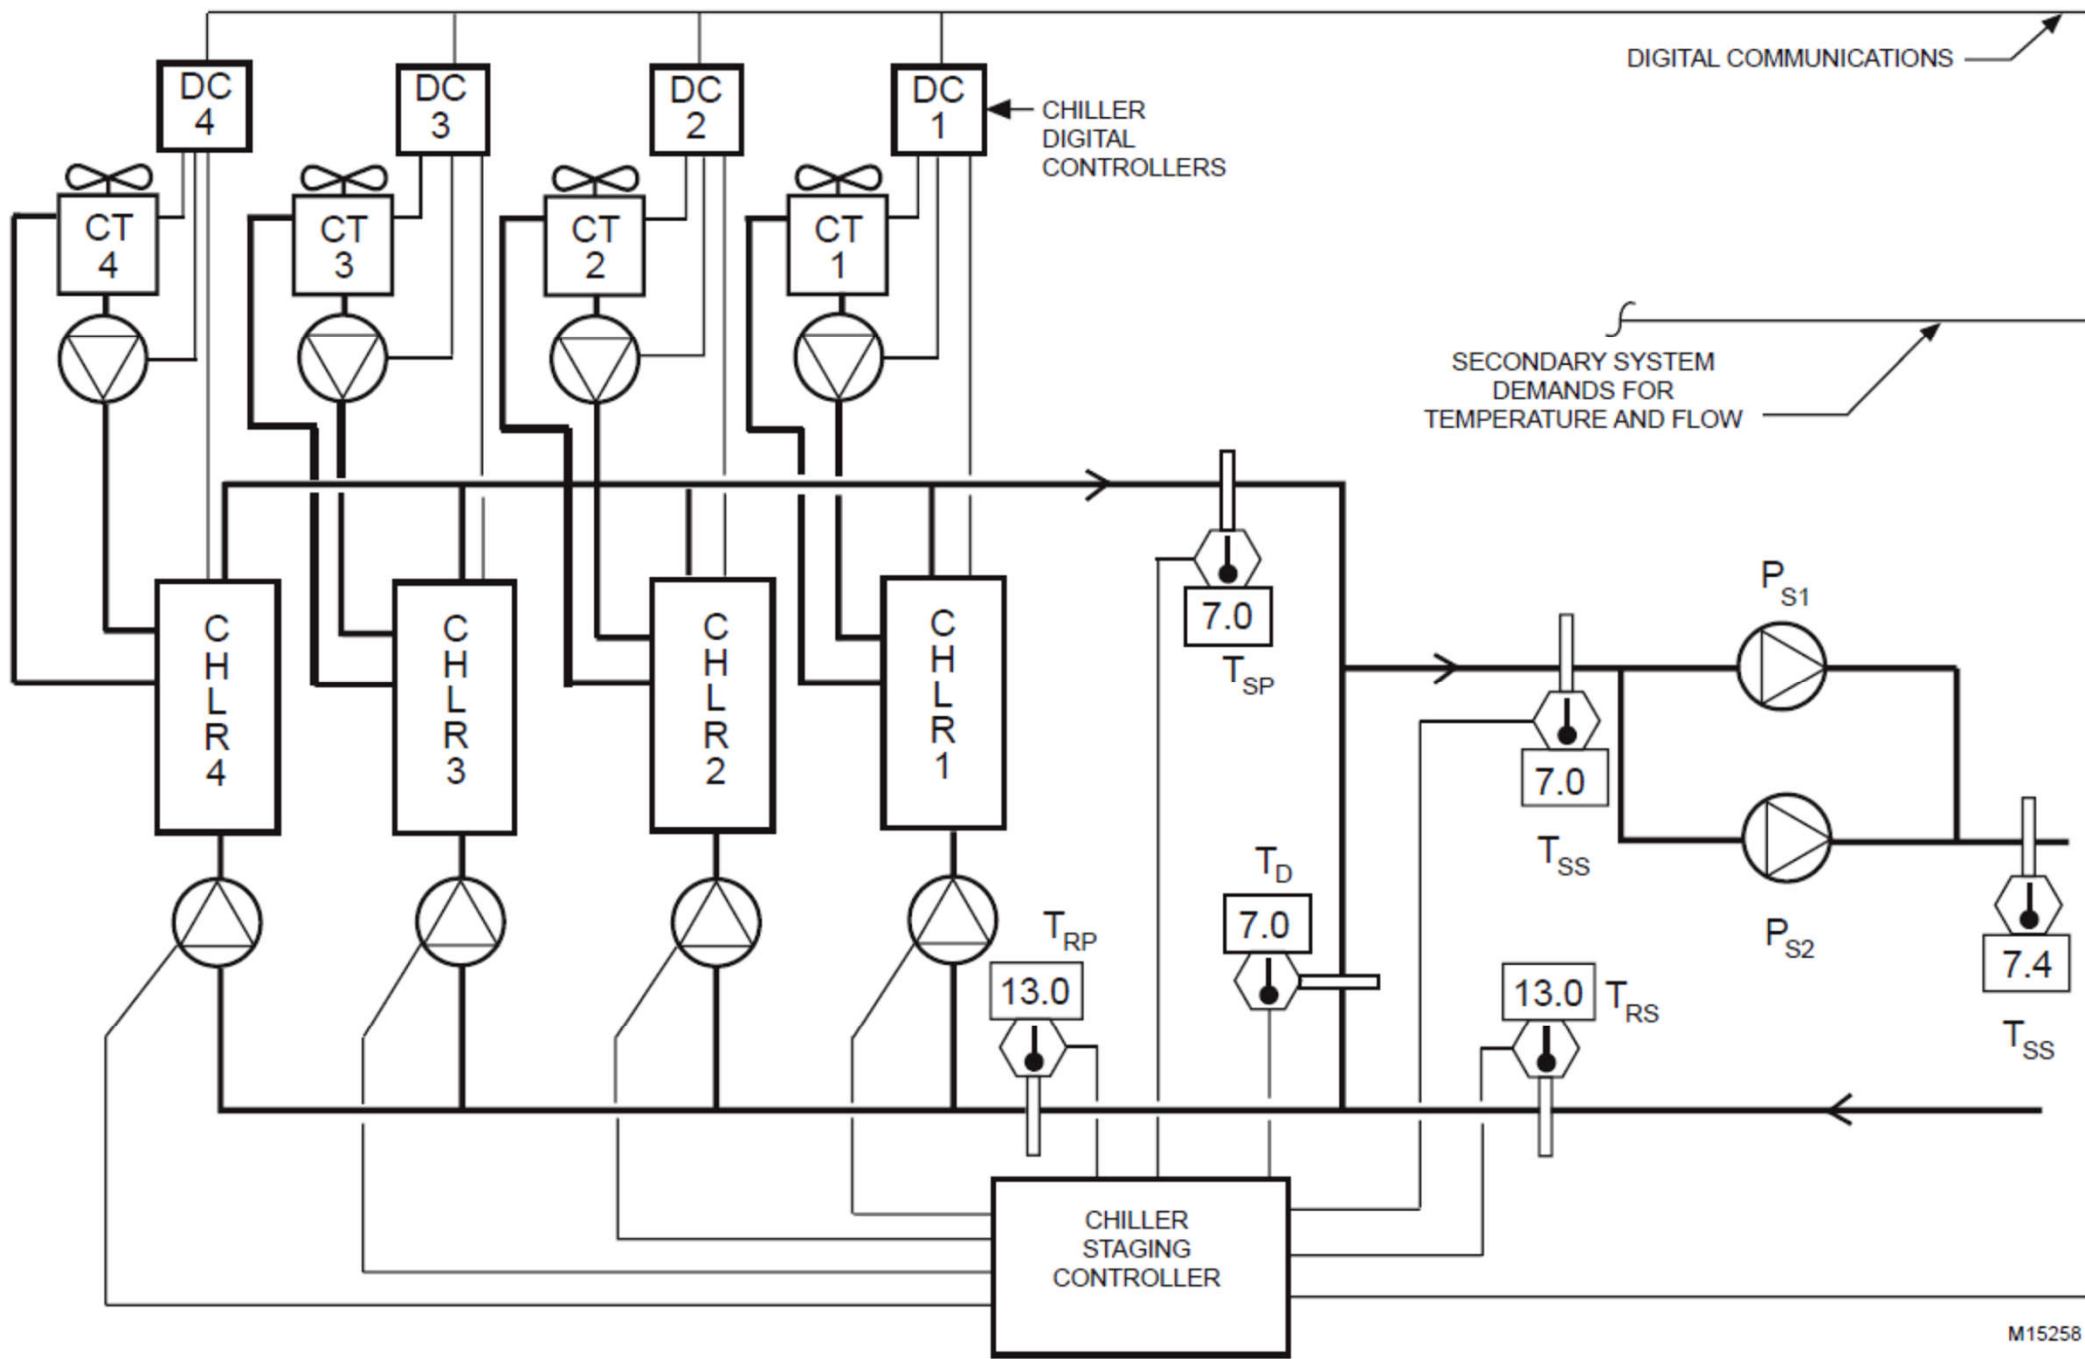 DIGITAL COMMUNICATIONS
DC
4
DC
3
DC
2
DC
1
CHILLER
DIGITAL
CONTROLLERS
CT
4
CT
3
CT
2
CT
1
SECONDARY SYSTEM
DEMANDS FOR
TEMPERATURE AND FLOW
CHLR4
CHLR3
CHLR2
CHLR1
7.0
TSP
PS1
7.0
TSS
PS2
TD
7.0
TRP
13.0
13.0 TRS
7.4
TSS
CHILLER
STAGING
CONTROLLER
M15258